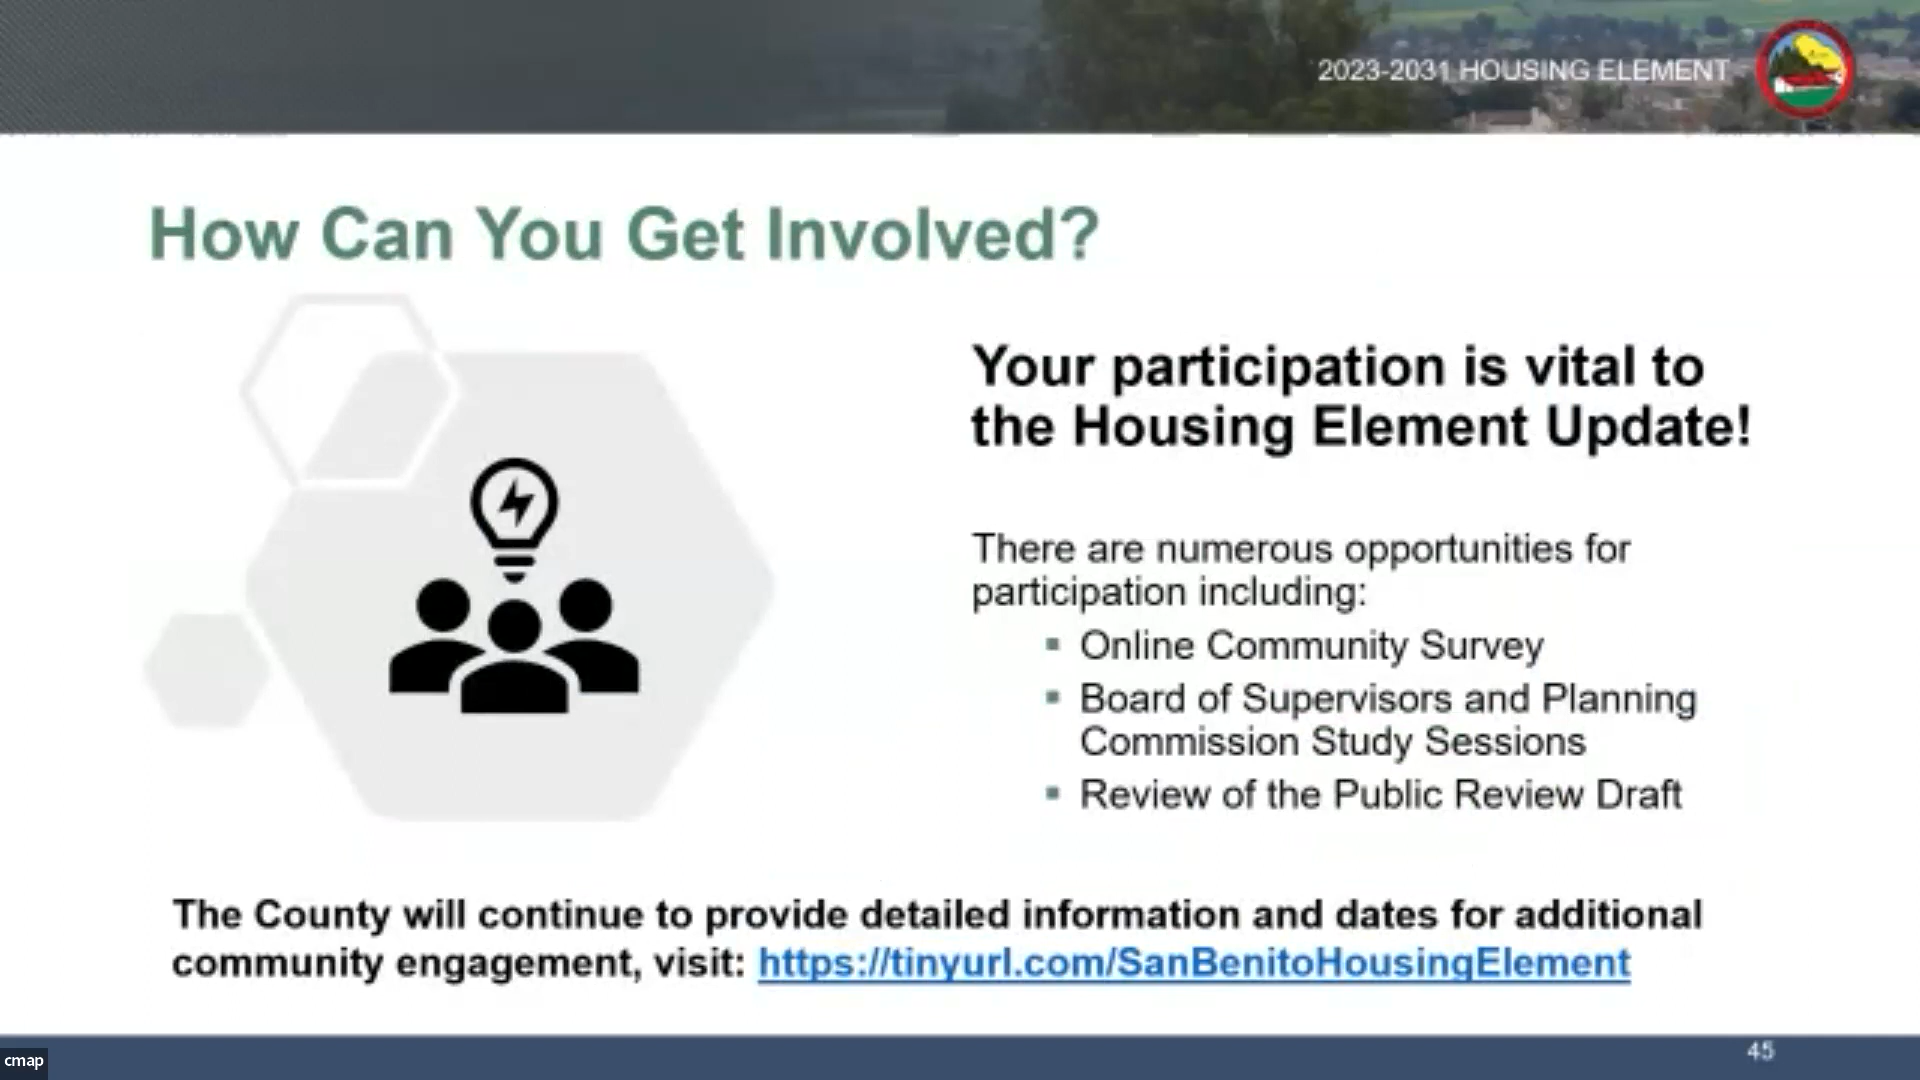 2023-2031 HOUSING ELEMENT
How Can You Get Involved?
Your participation is vital to
the Housing Element Update!
There are numerous opportunities for
participation including:
▪ Online Community Survey
▪ Board of Supervisors and Planning
Commission Study Sessions
▪ Review of the Public Review Draft
The County will continue to provide detailed information and dates for additional
community engagement, visit: https://tinyurl.com/SanBenitoHousingElement
45
cmap